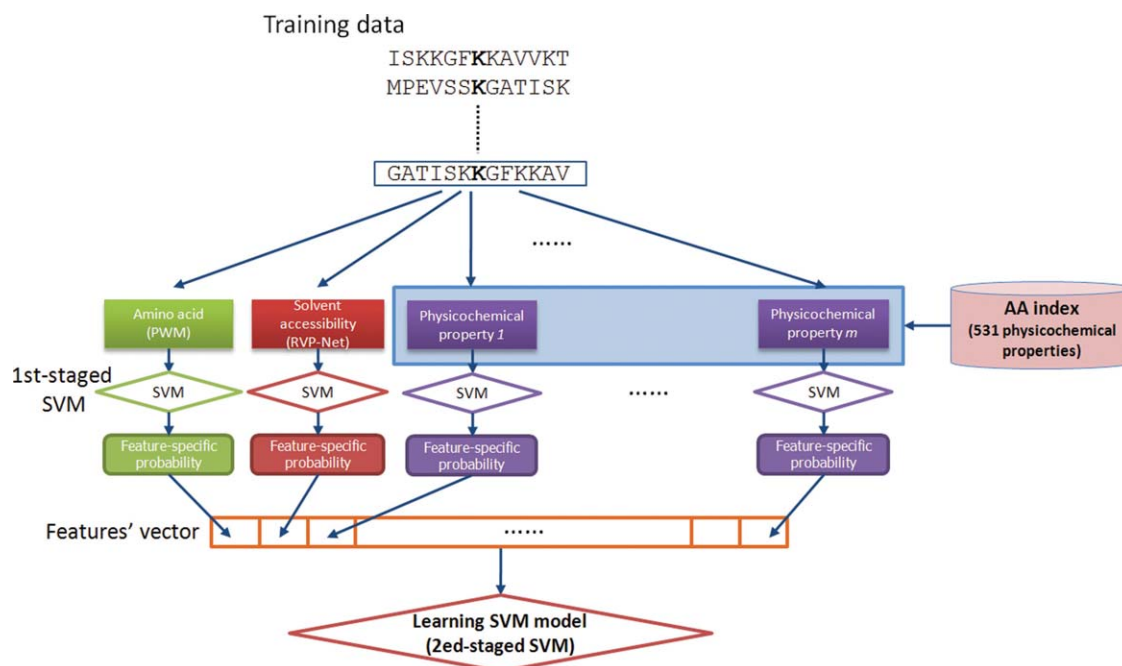 Training data
ISKKGFKKAVVKT
MPEVSSKGATISK
GATISKKGFKKAV
......
Amino acid
(PWM)
Solvent
accessibility
(RVP-Net)
Physicochemical
property 1
Physicochemical
property m
AA index
(531 physicochemical
properties)
1st-staged
SVM
SVM
SVM
SVM
......
SVM
Feature-specific
probability
Feature-specific
probability
Feature-specific
probability
Feature-specific
probability
Features' vector
......
Learning SVM model
(2ed-staged SVM)